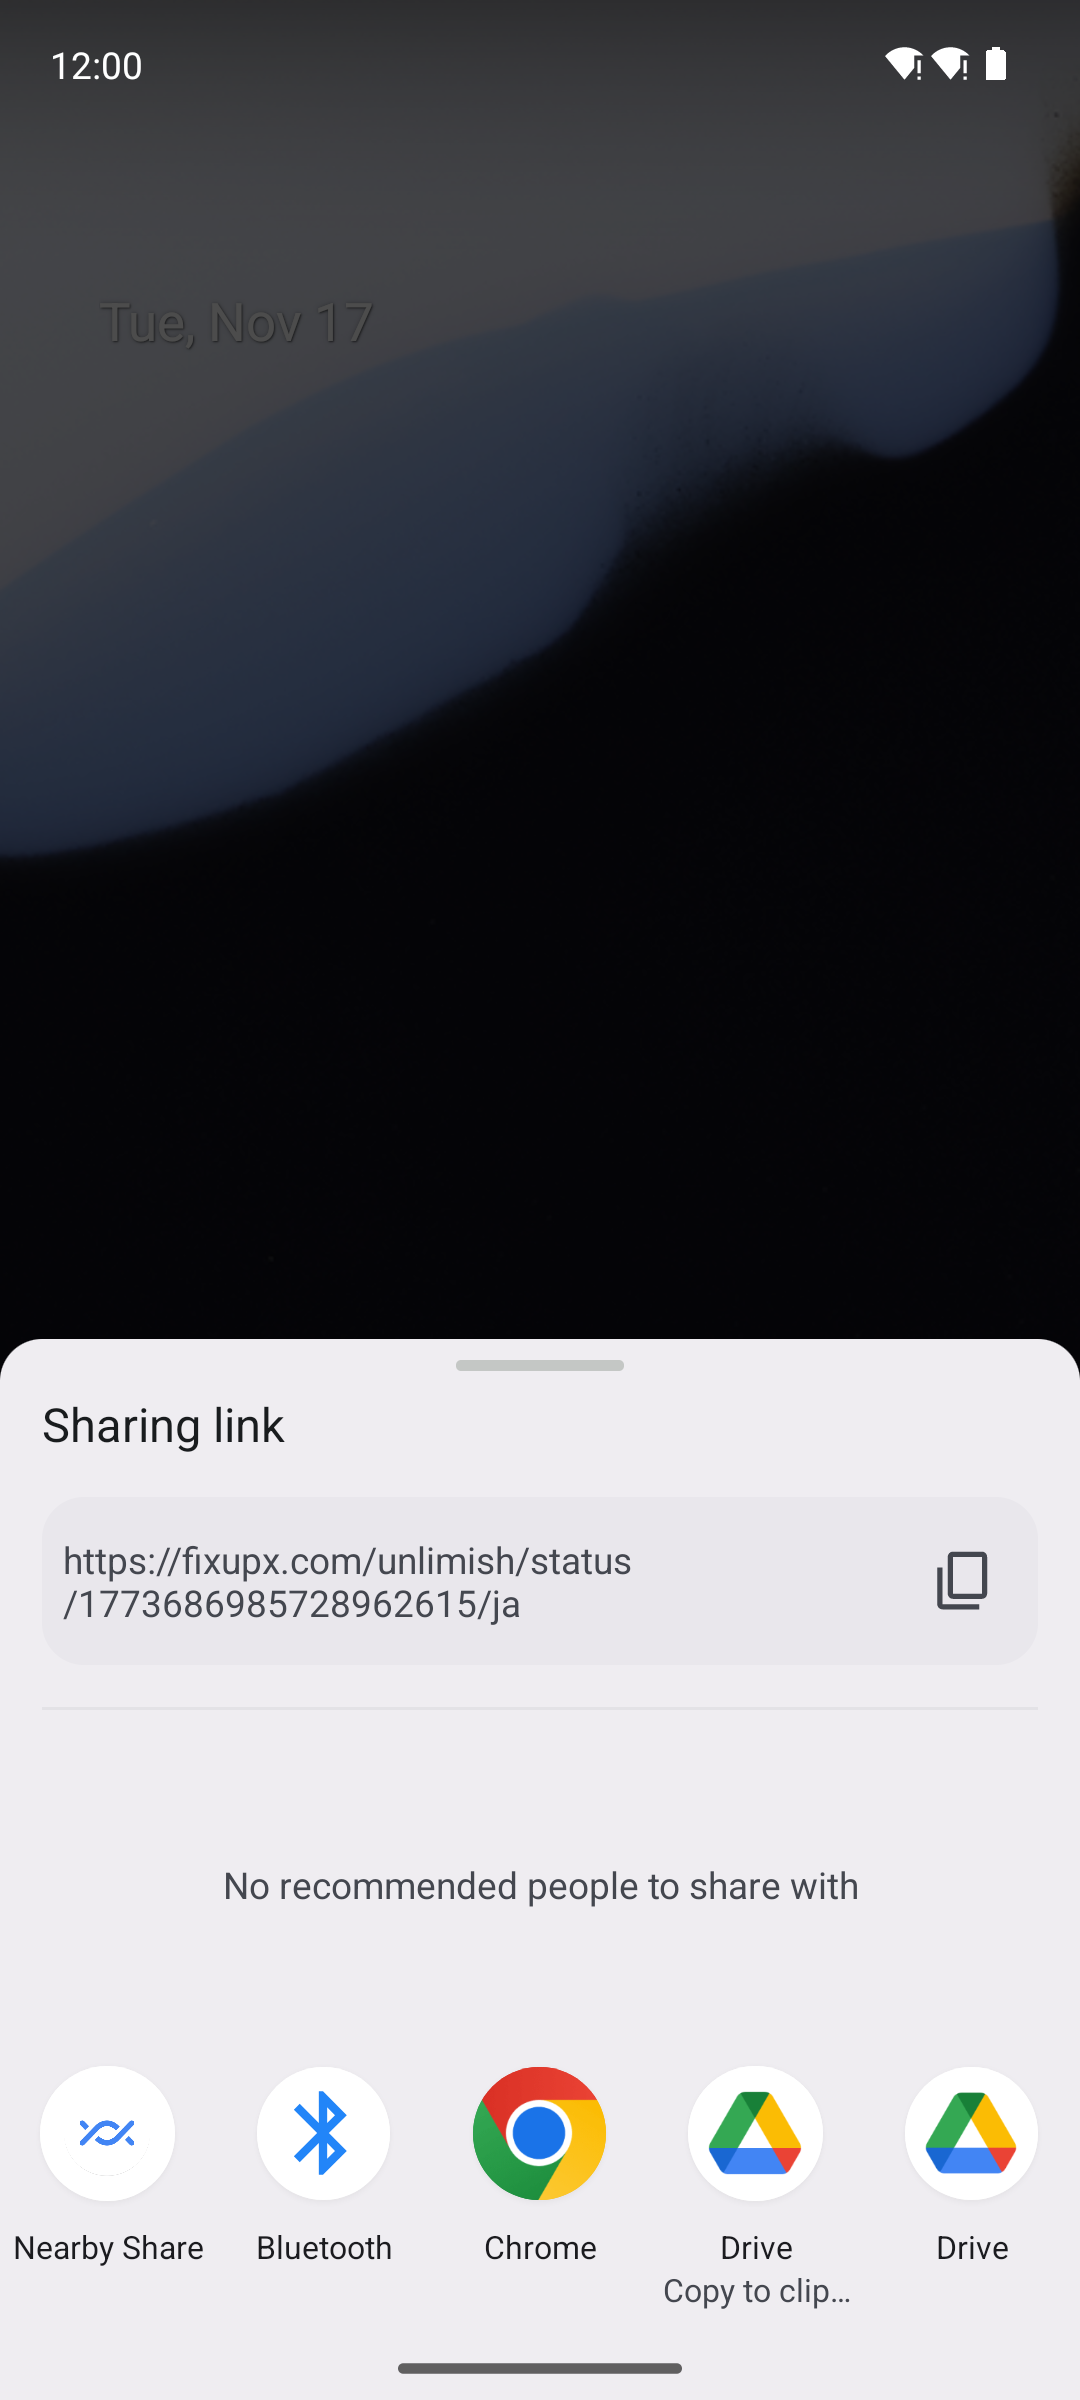 12:00
Tue, Nov 17
Sharing link
https://fixupx.com/unlimish/status
/1773686985728962615/ja
No recommended people to share with
Nearby Share
Bluetooth
Chrome
Drive
Copy to clip…
Drive